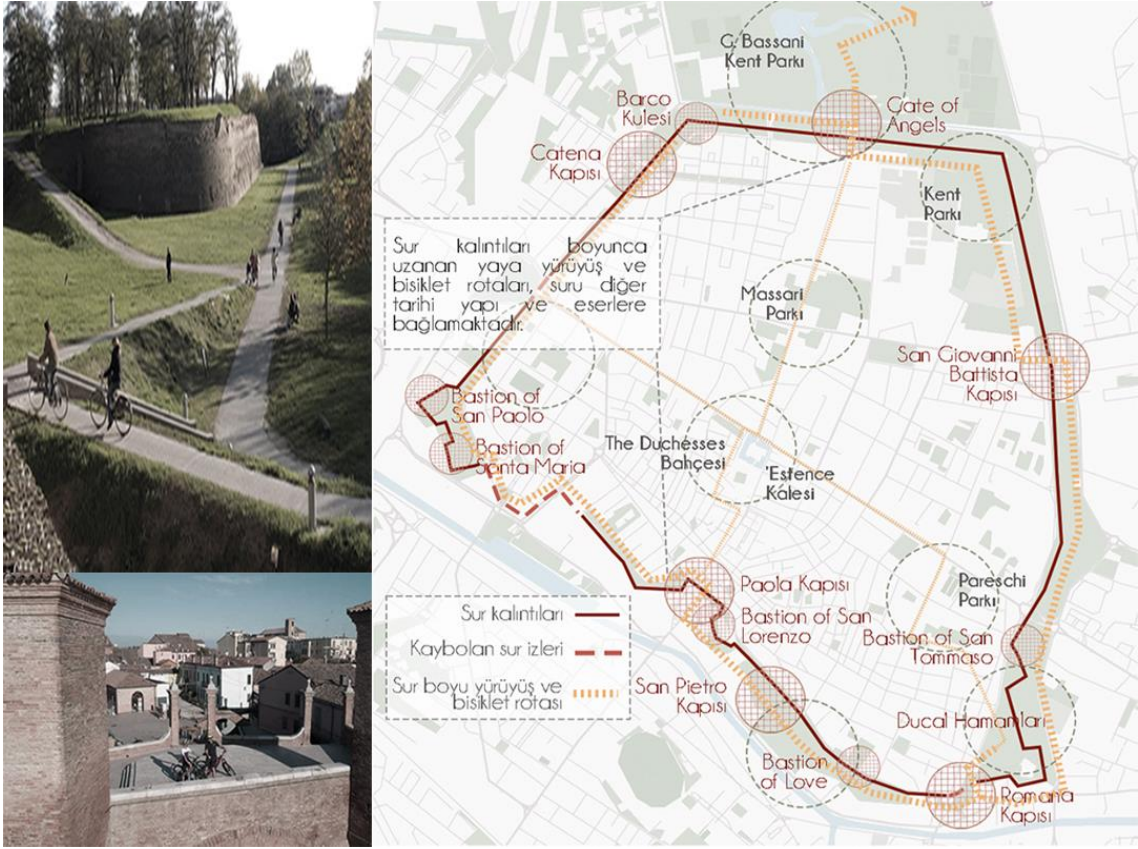 G. Bassani
Kent Parkı
Barco
Kulesi
Gate of
Angels
Catena
Kapısı
Kent
Parkı
Sur kalıntıları boyunca
uzanan yaya yürüyüş ve
bisiklet rotaları, suru diğer
tarihi yapı ve eserlere
bağlamaktadır.
Massari
Parkı
San Giovanni
Battista
Kapısı
Bastion of
San Paolo
Bastion of
Santa Maria
The Duchesses
Bahçesi
'Estence
Kalesi
Paola Kapısı
Bastion of San
Lorenzo
Pareschi
Parkı
Bastion of San
Tommaso
Sur kalıntıları
Kaybolan sur izleri
Sur boyu yürüyüş ve
bisiklet rotası
San Pietro
Kapısı
Ducal Hamamları
Bastion
of Love
Romana
Kapısı